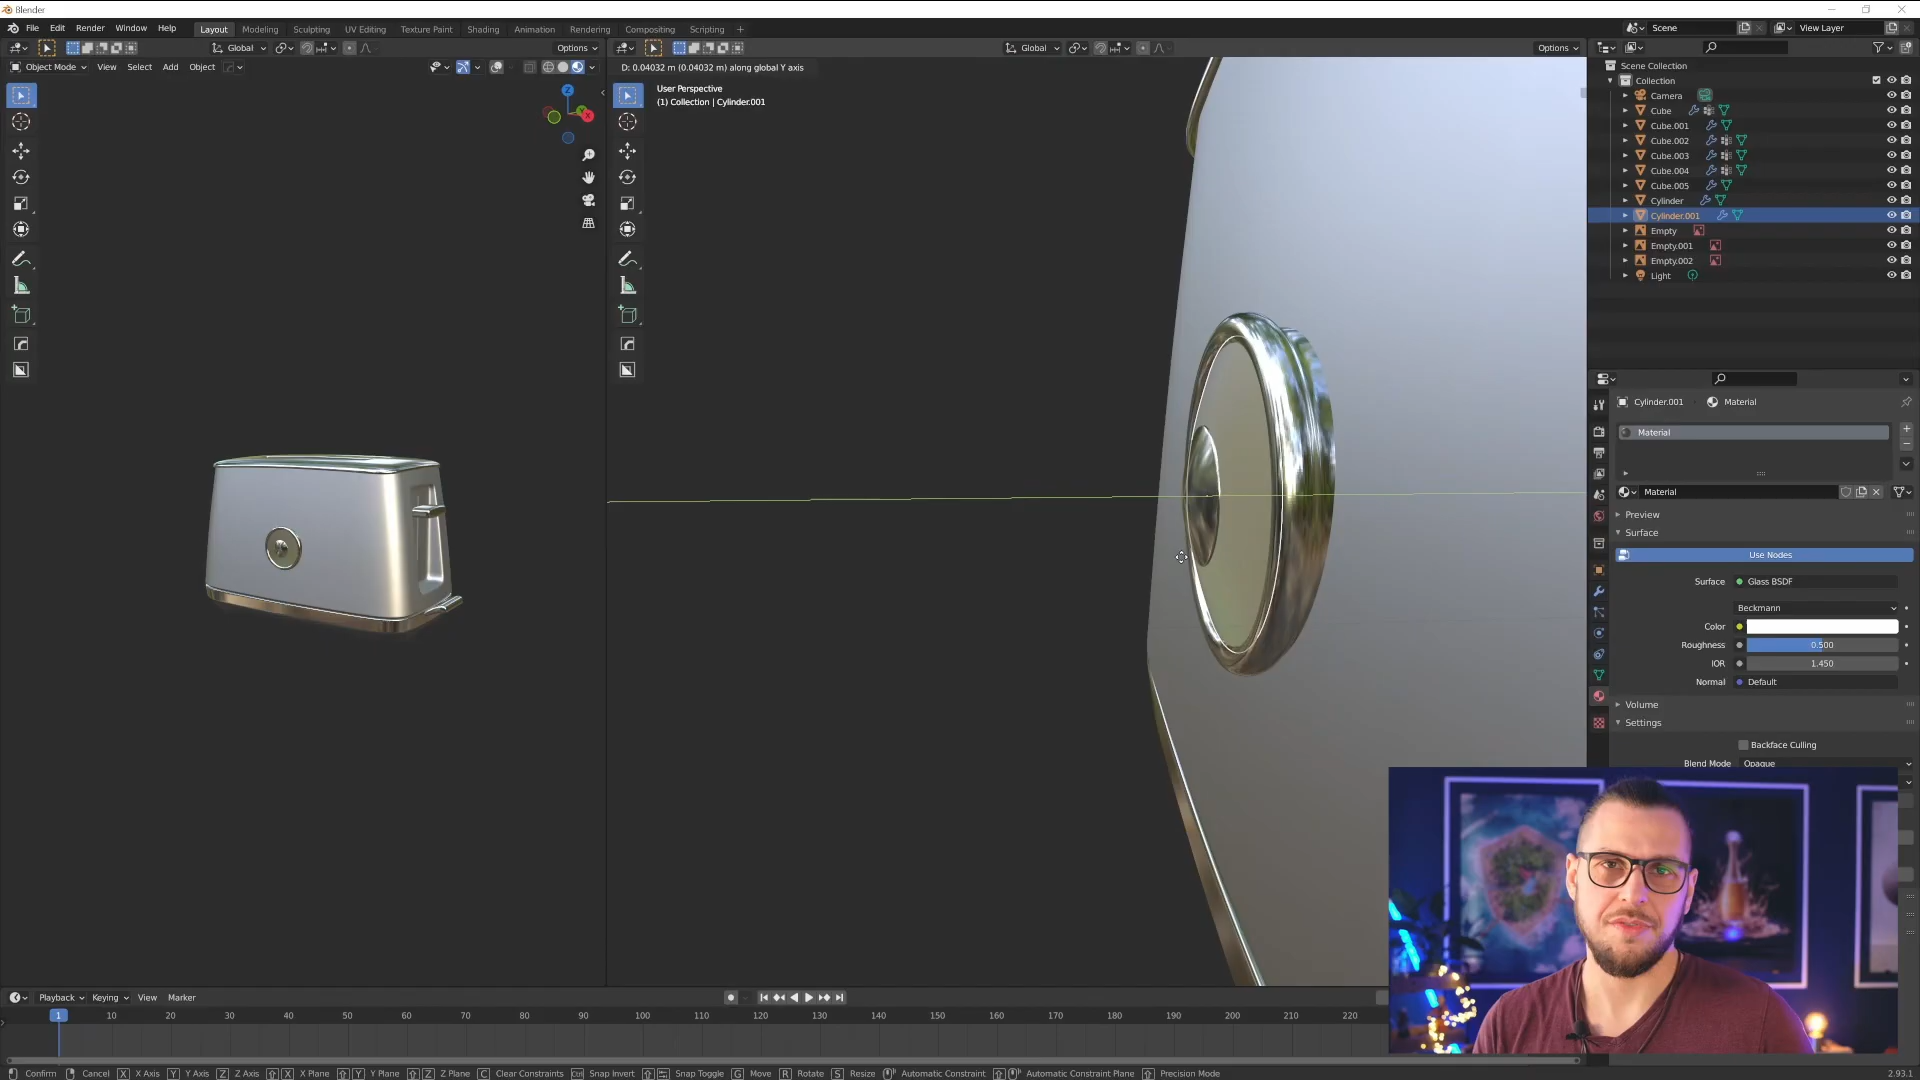 Blender
File Edit Render Window Help Layout Modeling Sculpting UV Editing Texture Paint Shading Animation Rendering Compositing Scripting + Scene View Layer
Global Options Global Options
Object Mode View Select Add Object
D: 0.04032 m (0.04032 m) along global Y axis
User Perspective
(1) Collection | Cylinder.001
Z
X
Scene Collection
Collection
Camera
Cube
Cube.001
Cube.002
Cube.003
Cube.004
Cube.005
Cylinder
Cylinder.001
Empty
Empty.001
Empty.002
Light
Cylinder.001 Material
Material
Material
Preview
Surface
Use Nodes
Surface Glass BSDF
Beckmann
Color
Roughness 0.500
IOR 1.450
Normal Default
Volume
Settings
Backface Culling
Blend Mode Opaque
Playback Keying View Marker
1 10 20 30 40 50 60 70 80 90 100 110 120 130 140 150 160 170 180 190 200 210 220
Confirm Cancel X X Axis Y Y Axis Z Z Axis X X Plane Y Y Plane Z Z Plane C Clear Constraints Ctrl Snap Invert Snap Toggle G Move R Rotate S Resize Automatic Constraint Automatic Constraint Plane Precision Mode 2.93.1